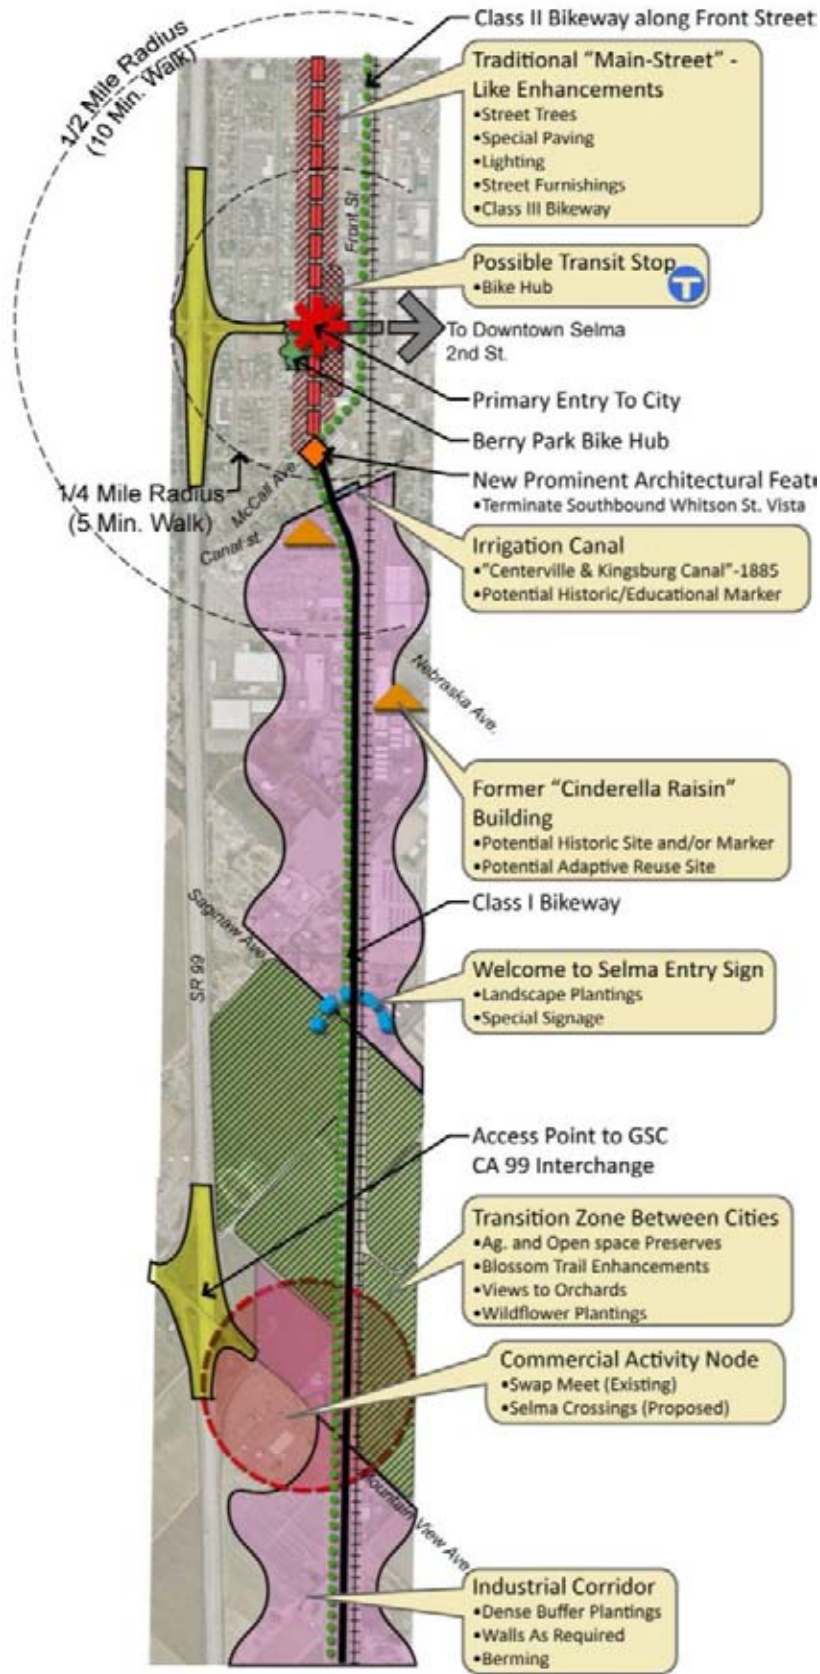 Class II Bikeway along Front Street
1/2 Mile Radius
(10 Min. Walk)
Traditional “Main-Street” -
Like Enhancements
•Street Trees
•Special Paving
•Lighting
•Street Furnishings
•Class III Bikeway
Front St
Possible Transit Stop
•Bike Hub
T
To Downtown Selma
2nd St.
Primary Entry To City
Berry Park Bike Hub
New Prominent Architectural Feat
•Terminate Southbound Whitson St. Vista
1/4 Mile Radius
(5 Min. Walk)
McCall Ave.
Canal st.
Irrigation Canal
•"Centerville & Kingsburg Canal"-1885
•Potential Historic/Educational Marker
Nebraska Ave.
Former “Cinderella Raisin”
Building
•Potential Historic Site and/or Marker
•Potential Adaptive Reuse Site
Class I Bikeway
Saginaw Ave.
SR 99
Welcome to Selma Entry Sign
•Landscape Plantings
•Special Signage
Access Point to GSC
CA 99 Interchange
Transition Zone Between Cities
•Ag. and Open space Preserves
•Blossom Trail Enhancements
•Views to Orchards
•Wildflower Plantings
Commercial Activity Node
•Swap Meet (Existing)
•Selma Crossings (Proposed)
Mountain View Ave.
Industrial Corridor
•Dense Buffer Plantings
•Walls As Required
•Berming